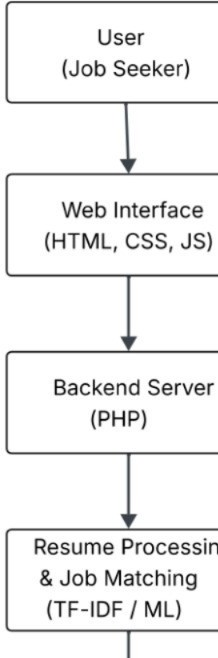 User
(Job Seeker)
Web Interface
(HTML, CSS, JS)
Backend Server
(PHP)
Resume Processin
& Job Matching
(TF-IDF / ML)